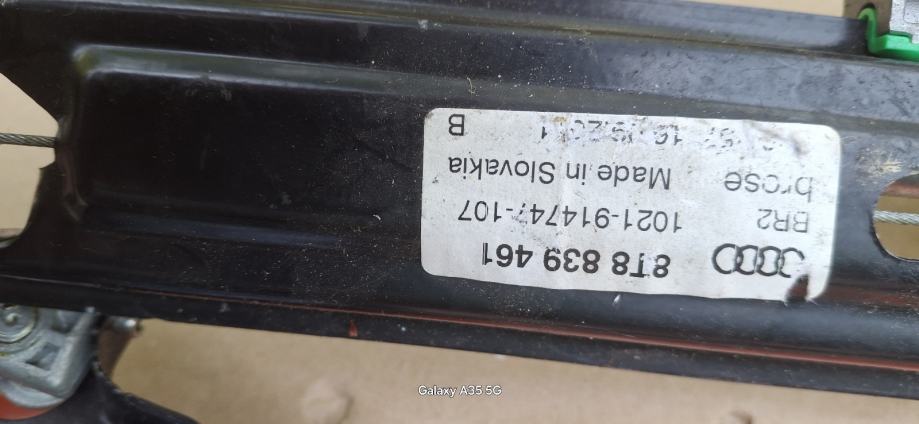 8T8 839 461
BR2 1021-914747-107
brose Made in Slovakia
B
Galaxy A35 5G